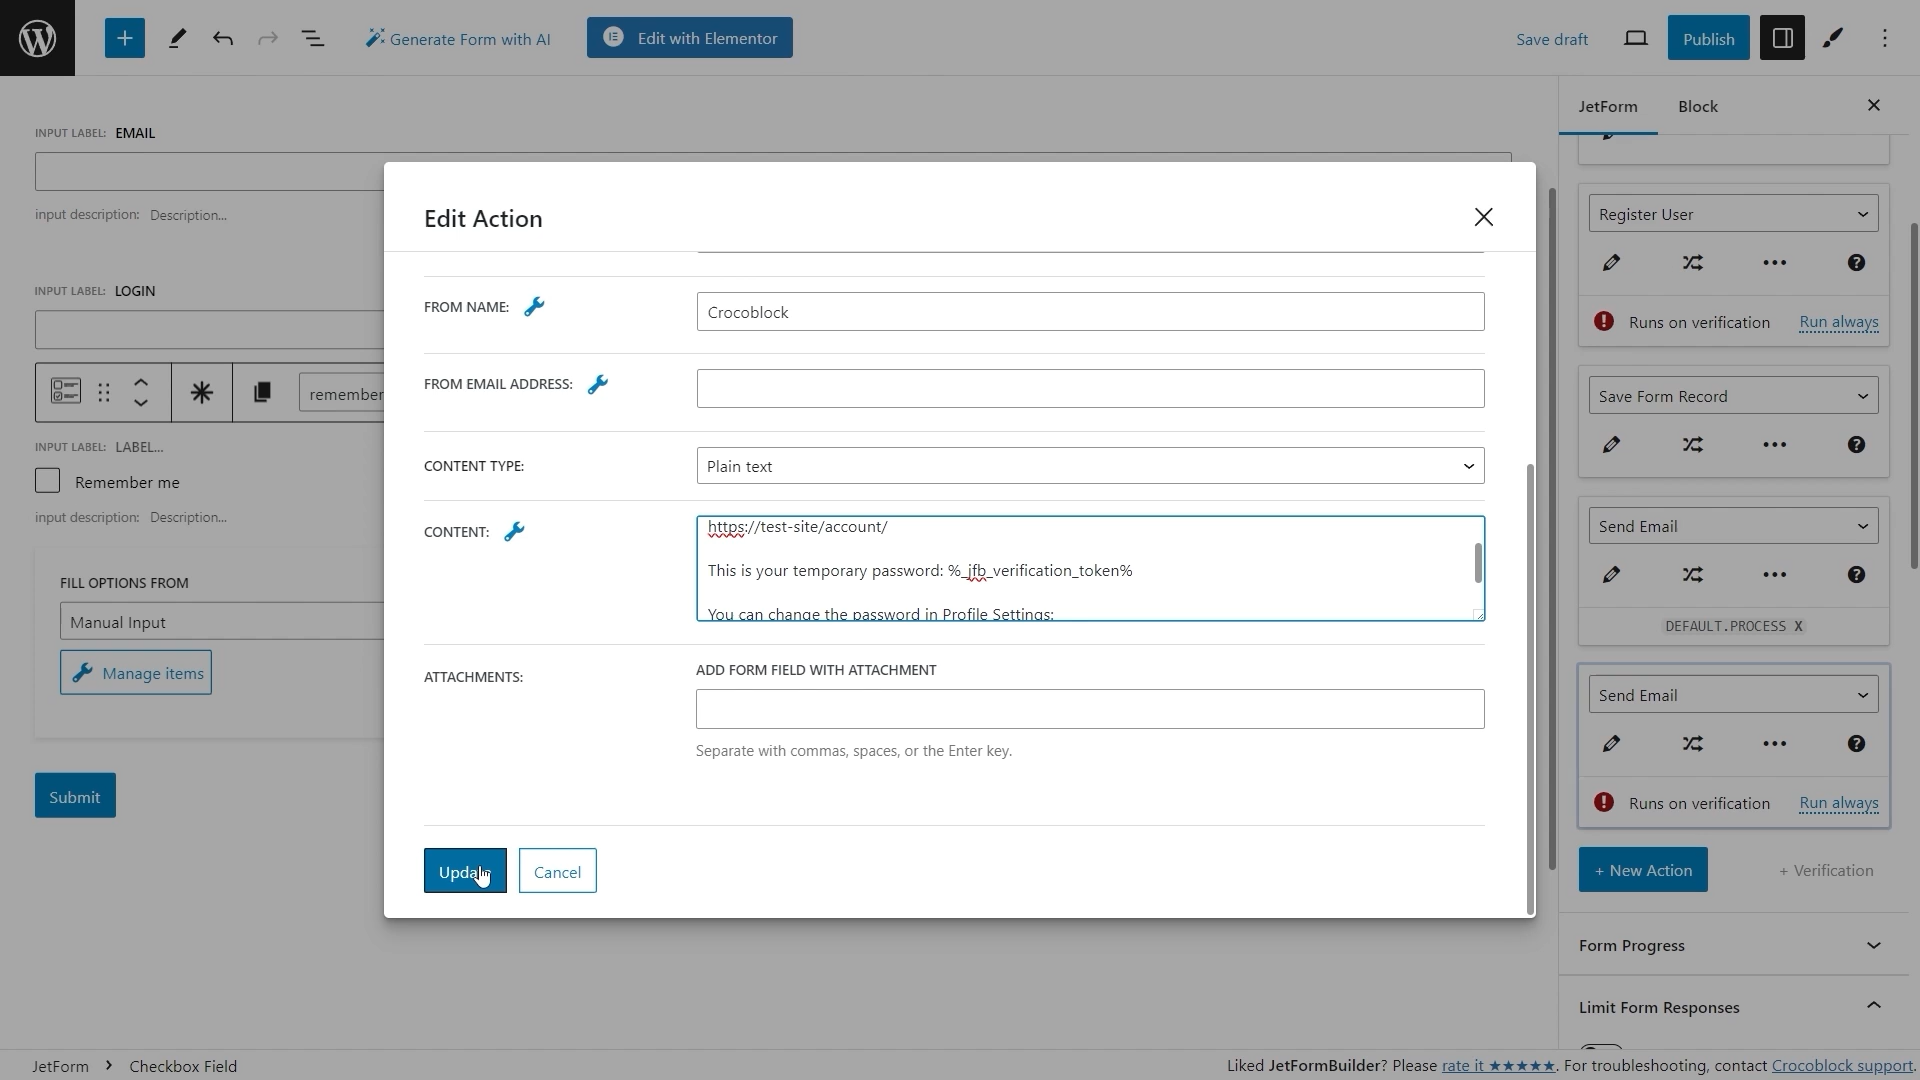 Generate Form with AI
Edit with Elementor
Save draft
Publish
JetForm
Block
INPUT LABEL: EMAIL
input description: Description...
INPUT LABEL: LOGIN
remember
INPUT LABEL: LABEL...
Remember me
input description: Description...
FILL OPTIONS FROM
Manual Input
Manage items
Submit
Edit Action
FROM NAME:
Crocoblock
FROM EMAIL ADDRESS:
CONTENT TYPE:
Plain text
CONTENT:
https://test-site/account/
This is your temporary password: %_jfb_verification_token%
You can change the password in Profile Settings:
ATTACHMENTS:
ADD FORM FIELD WITH ATTACHMENT
Separate with commas, spaces, or the Enter key.
Update
Cancel
Register User
Runs on verification
Run always
Save Form Record
Send Email
DEFAULT.PROCESS X
Send Email
Runs on verification
Run always
+ New Action
+ Verification
Form Progress
Limit Form Responses
JetForm
Checkbox Field
Liked JetFormBuilder? Please rate it ★★★★★. For troubleshooting, contact Crocoblock support.